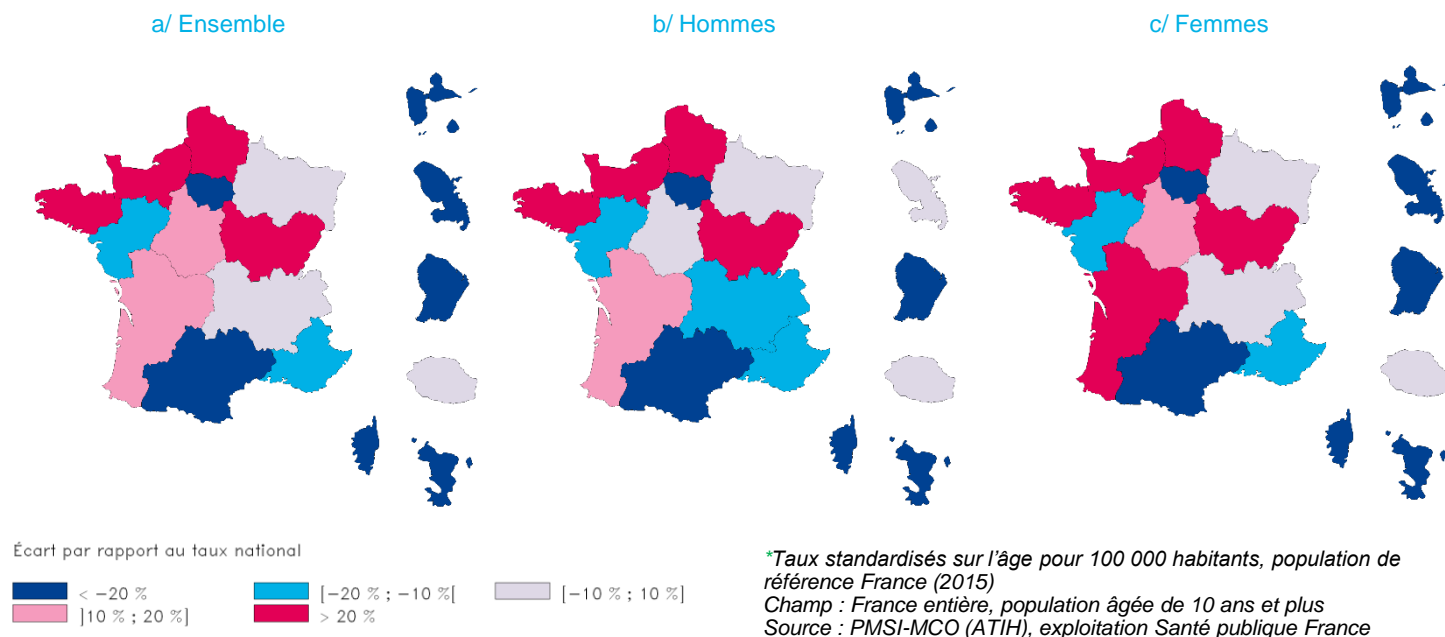 a/ Ensemble
b/ Hommes
c/ Femmes
Écart par rapport au taux national
< −20 %
[−20 % ; −10 %[
[−10 % ; 10 %]
]10 % ; 20 %]
> 20 %
*Taux standardisés sur l'âge pour 100 000 habitants, population de
référence France (2015)
Champ : France entière, population âgée de 10 ans et plus
Source : PMSI-MCO (ATIH), exploitation Santé publique France